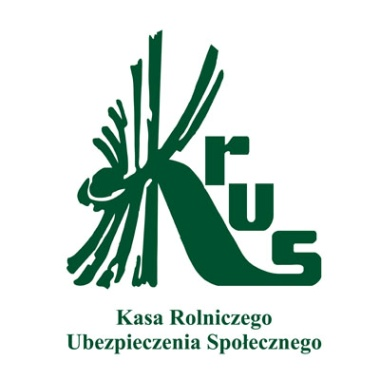 Krus
Kasa Rolniczego
Ubezpieczenia Społecznego